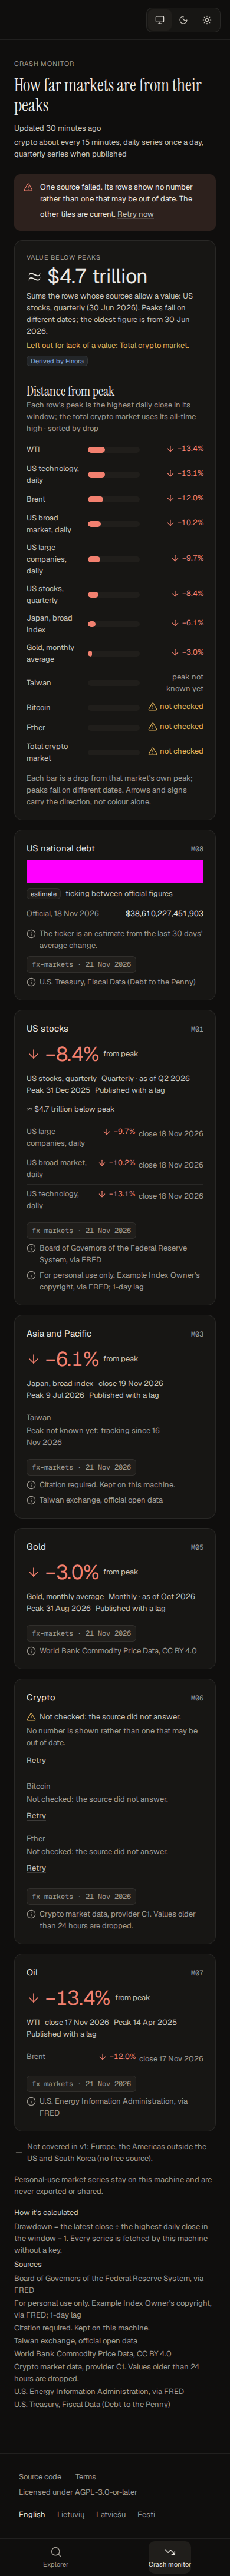 CRASH MONITOR
How far markets are from their
peaks
Updated 30 minutes ago
crypto about every 15 minutes, daily series once a day,
quarterly series when published
One source failed. Its rows show no number
rather than one that may be out of date. The
other tiles are current. Retry now
VALUE BELOW PEAKS
≈ $4.7 trillion
Sums the rows whose sources allow a value: US
stocks, quarterly (30 Jun 2026). Peaks fall on
different dates; the oldest figure is from 30 Jun
2026.
Left out for lack of a value: Total crypto market.
Derived by Finora
Distance from peak
Each row's peak is the highest daily close in its
window; the total crypto market uses its all-time
high · sorted by drop
WTI ↓ −13.4%
US technology,
daily ↓ −13.1%
Brent ↓ −12.0%
US broad
market, daily ↓ −10.2%
US large
companies,
daily ↓ −9.7%
US stocks,
quarterly ↓ −8.4%
Japan, broad
index ↓ −6.1%
Gold, monthly
average ↓ −3.0%
Taiwan peak not
known yet
Bitcoin not checked
Ether not checked
Total crypto
market not checked
Each bar is a drop from that market's own peak;
peaks fall on different dates. Arrows and signs
carry the direction, not colour alone.
US national debt M08
estimate ticking between official figures
Official, 18 Nov 2026 $38,610,227,451,903
The ticker is an estimate from the last 30 days'
average change.
fx-markets · 21 Nov 2026
U.S. Treasury, Fiscal Data (Debt to the Penny)
US stocks M01
↓ −8.4% from peak
US stocks, quarterly Quarterly · as of Q2 2026
Peak 31 Dec 2025 Published with a lag
≈ $4.7 trillion below peak
US large
companies, daily ↓ −9.7% close 18 Nov 2026
US broad market,
daily ↓ −10.2% close 18 Nov 2026
US technology,
daily ↓ −13.1% close 18 Nov 2026
fx-markets · 21 Nov 2026
Board of Governors of the Federal Reserve
System, via FRED
For personal use only. Example Index Owner's
copyright, via FRED; 1-day lag
Asia and Pacific M03
↓ −6.1% from peak
Japan, broad index close 19 Nov 2026
Peak 9 Jul 2026 Published with a lag
Taiwan
Peak not known yet: tracking since 16
Nov 2026
fx-markets · 21 Nov 2026
Citation required. Kept on this machine.
Taiwan exchange, official open data
Gold M05
↓ −3.0% from peak
Gold, monthly average Monthly · as of Oct 2026
Peak 31 Aug 2026 Published with a lag
fx-markets · 21 Nov 2026
World Bank Commodity Price Data, CC BY 4.0
Crypto M06
Not checked: the source did not answer.
No number is shown rather than one that may be
out of date.
Retry
Bitcoin
Not checked: the source did not answer.
Retry
Ether
Not checked: the source did not answer.
Retry
fx-markets · 21 Nov 2026
Crypto market data, provider C1. Values older
than 24 hours are dropped.
Oil M07
↓ −13.4% from peak
WTI close 17 Nov 2026 Peak 14 Apr 2025
Published with a lag
Brent ↓ −12.0% close 17 Nov 2026
fx-markets · 21 Nov 2026
U.S. Energy Information Administration, via
FRED
— Not covered in v1: Europe, the Americas outside the
US and South Korea (no free source).
Personal-use market series stay on this machine and are
never exported or shared.
How it's calculated
Drawdown = the latest close ÷ the highest daily close in
the window − 1. Every series is fetched by this machine
without a key.
Sources
Board of Governors of the Federal Reserve System, via
FRED
For personal use only. Example Index Owner's copyright,
via FRED; 1-day lag
Citation required. Kept on this machine.
Taiwan exchange, official open data
World Bank Commodity Price Data, CC BY 4.0
Crypto market data, provider C1. Values older than 24
hours are dropped.
U.S. Energy Information Administration, via FRED
U.S. Treasury, Fiscal Data (Debt to the Penny)
Source code Terms
Licensed under AGPL-3.0-or-later
English Lietuvių Latviešu Eesti
Explorer Crash monitor